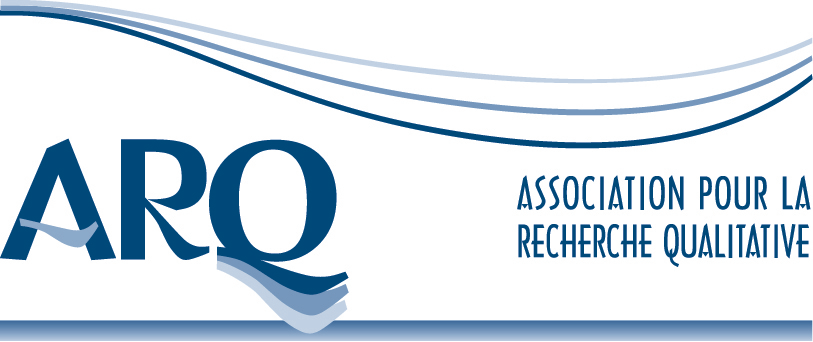 ARQ
ASSOCIATION POUR LA
RECHERCHE QUALITATIVE